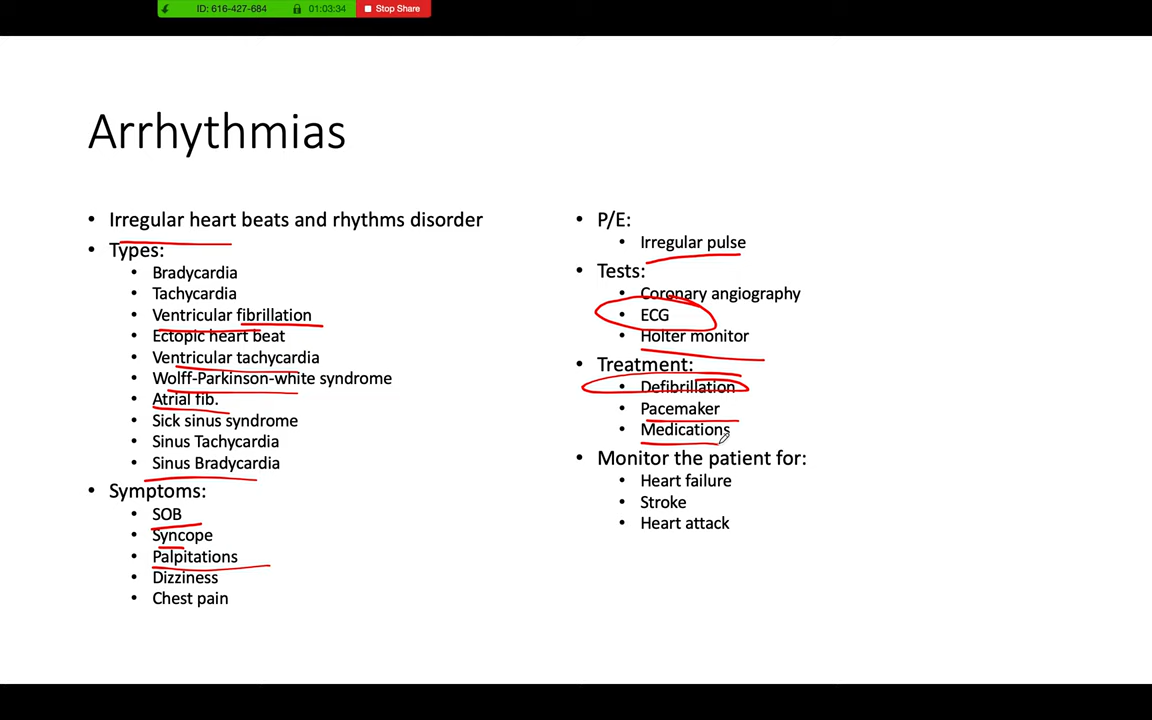 ID: 616-427-684 01:03:34 Stop Share
Arrhythmias
• Irregular heart beats and rhythms disorder
• Types:
• Bradycardia
• Tachycardia
• Ventricular fibrillation
• Ectopic heart beat
• Ventricular tachycardia
• Wolff-Parkinson-white syndrome
• Atrial fib.
• Sick sinus syndrome
• Sinus Tachycardia
• Sinus Bradycardia
• Symptoms:
• SOB
• Syncope
• Palpitations
• Dizziness
• Chest pain
• P/E:
• Irregular pulse
• Tests:
• Coronary angiography
• ECG
• Holter monitor
• Treatment:
• Defibrillation
• Pacemaker
• Medications
• Monitor the patient for:
• Heart failure
• Stroke
• Heart attack